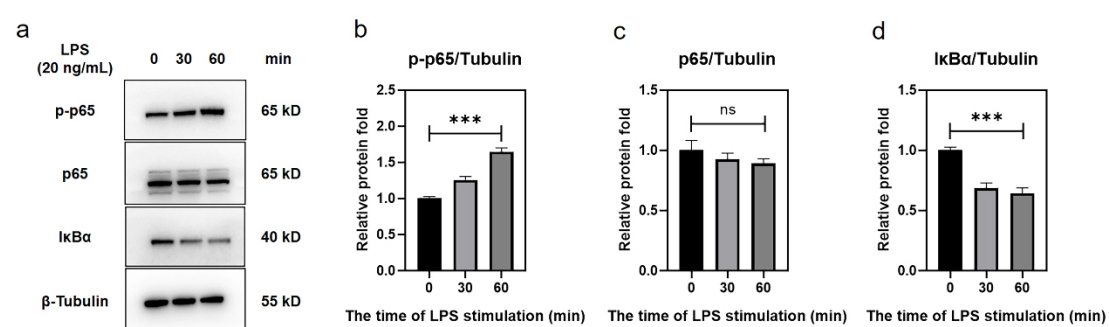 a
LPS
(20 ng/mL)
0 30 60 min
p-p65 65 kD
p65 65 kD
IκBα 40 kD
β-Tubulin 55 kD
b
p-p65/Tubulin
Relative protein fold
2.5
2.0
1.5
1.0
0.5
0.0
***
0 30 60
The time of LPS stimulation (min)
c
p65/Tubulin
Relative protein fold
1.5
1.0
0.5
0.0
ns
0 30 60
The time of LPS stimulation (min)
d
IκBα/Tubulin
Relative protein fold
1.5
1.0
0.5
0.0
***
0 30 60
The time of LPS stimulation (min)